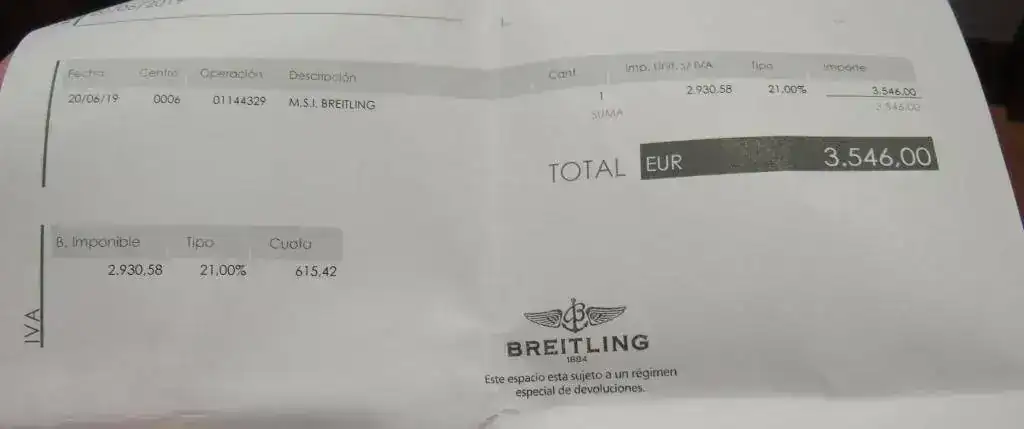 Fecha Centro Operación Descripción Cant. Imp. Unit. s/ IVA Tipo Importe
20/06/19 0006 01144329 M.S.I. BREITLING 1 2.930,58 21,00% 3.546,00
SUMA 3.546,00
TOTAL EUR 3.546,00
B. Imponible Tipo Cuota
2.930,58 21,00% 615,42
IVA
BREITLING
1884
Este espacio está sujeto a un régimen
especial de devoluciones.